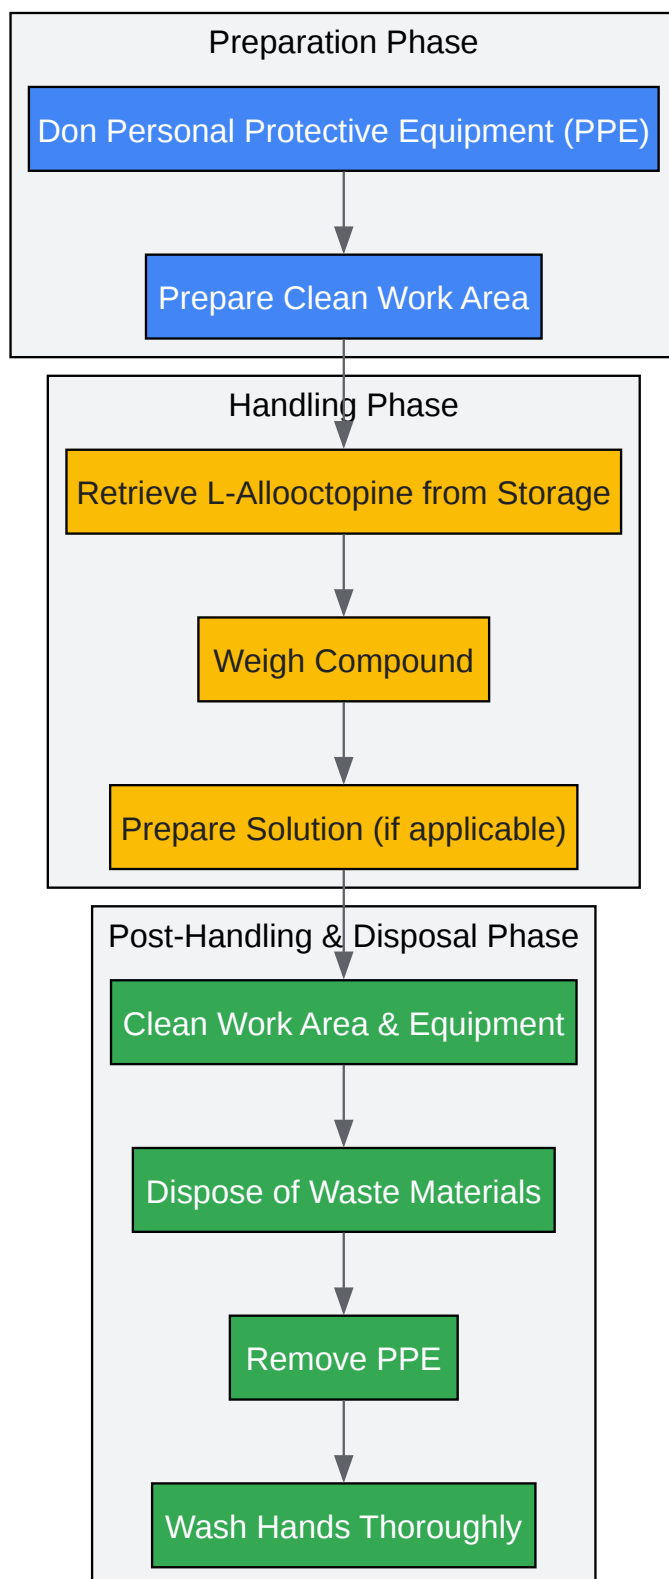 Preparation Phase
Don Personal Protective Equipment (PPE)
Prepare Clean Work Area
Handling Phase
Retrieve L-Allooctopine from Storage
Weigh Compound
Prepare Solution (if applicable)
Post-Handling & Disposal Phase
Clean Work Area & Equipment
Dispose of Waste Materials
Remove PPE
Wash Hands Thoroughly